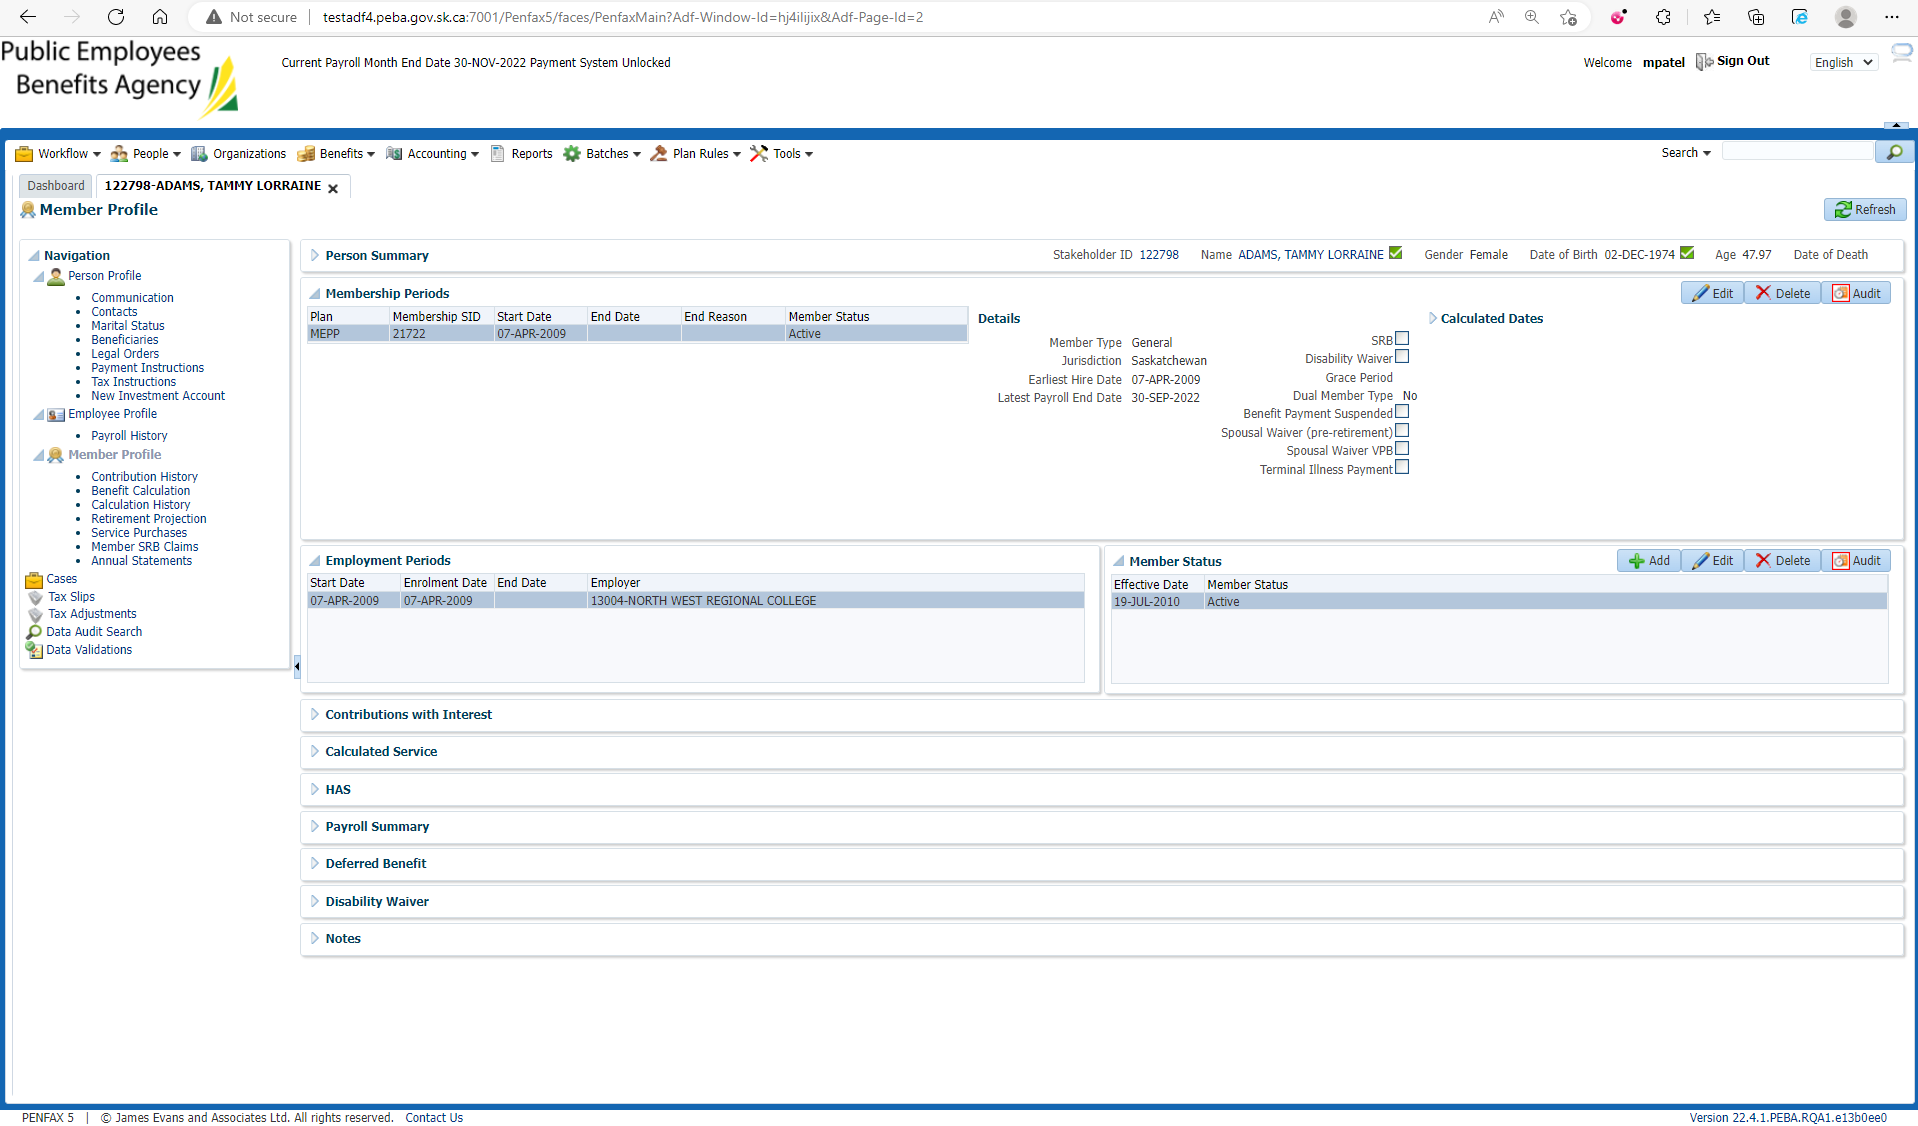 Not secure | testadf4.peba.gov.sk.ca:7001/Penfax5/faces/PenfaxMain?Adf-Window-Id=hj4ilijix&Adf-Page-Id=2
Public Employees
Benefits Agency
Current Payroll Month End Date 30-NOV-2022 Payment System Unlocked
Welcome mpatel Sign Out English
Workflow People Organizations Benefits Accounting Reports Batches Plan Rules Tools Search
Dashboard 122798-ADAMS, TAMMY LORRAINE
Member Profile Refresh
Navigation
Person Profile
Communication
Contacts
Marital Status
Beneficiaries
Legal Orders
Payment Instructions
Tax Instructions
New Investment Account
Employee Profile
Payroll History
Member Profile
Contribution History
Benefit Calculation
Calculation History
Retirement Projection
Service Purchases
Member SRB Claims
Annual Statements
Cases
Tax Slips
Tax Adjustments
Data Audit Search
Data Validations
Person Summary Stakeholder ID 122798 Name ADAMS, TAMMY LORRAINE Gender Female Date of Birth 02-DEC-1974 Age 47.97 Date of Death
Membership Periods Edit Delete Audit
Plan Membership SID Start Date End Date End Reason Member Status
MEPP 21722 07-APR-2009 Active
Details
Member Type General
Jurisdiction Saskatchewan
Earliest Hire Date 07-APR-2009
Latest Payroll End Date 30-SEP-2022
SRB
Disability Waiver
Grace Period
Dual Member Type No
Benefit Payment Suspended
Spousal Waiver (pre-retirement)
Spousal Waiver VPB
Terminal Illness Payment
Calculated Dates
Employment Periods
Start Date Enrolment Date End Date Employer
07-APR-2009 07-APR-2009 13004-NORTH WEST REGIONAL COLLEGE
Member Status Add Edit Delete Audit
Effective Date Member Status
19-JUL-2010 Active
Contributions with Interest
Calculated Service
HAS
Payroll Summary
Deferred Benefit
Disability Waiver
Notes
PENFAX 5 | © James Evans and Associates Ltd. All rights reserved. Contact Us
Version 22.4.1.PEBA.RQA1.e13b0ee0